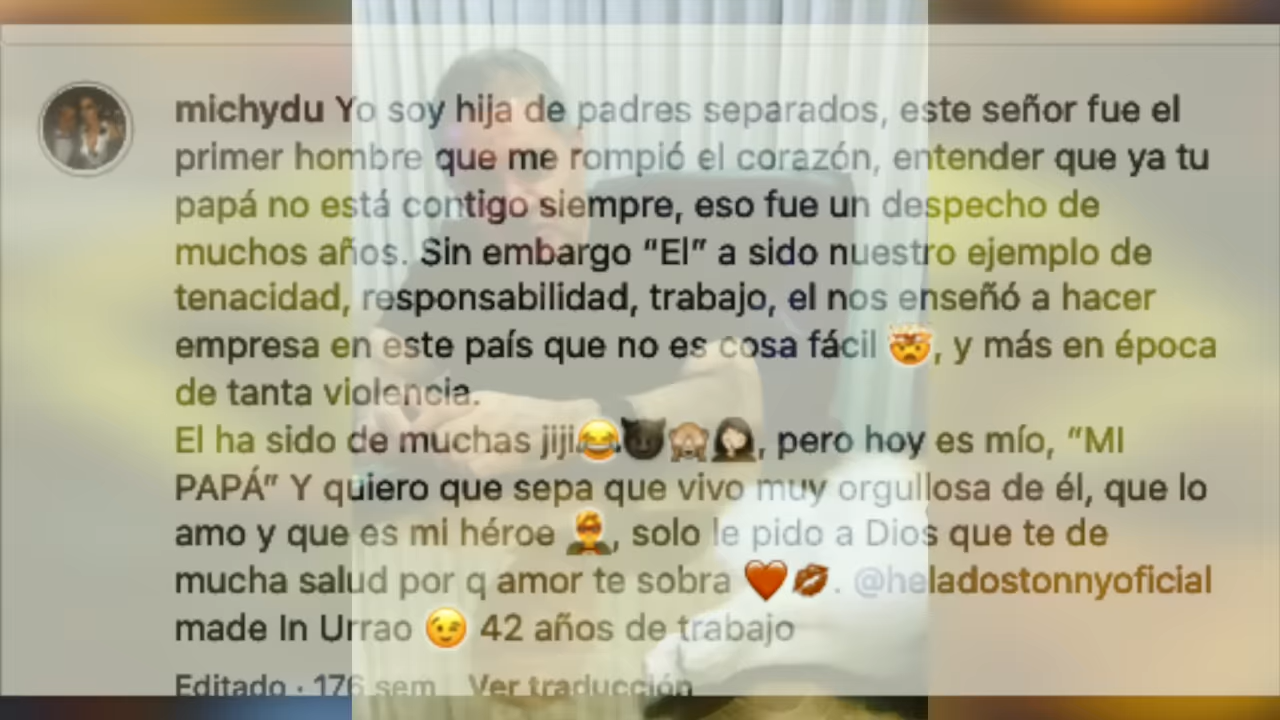 michydu Yo soy hija de padres separados, este señor fue el
primer hombre que me rompió el corazón, entender que ya tu
papá no está contigo siempre, eso fue un despecho de
muchos años. Sin embargo “El” a sido nuestro ejemplo de
tenacidad, responsabilidad, trabajo, el nos enseñó a hacer
empresa en este país que no es cosa fácil 🤯, y más en época
de tanta violencia.
El ha sido de muchas jiji😂😈🙈🤦🏻‍♀️, pero hoy es mío, “MI
PAPÁ” Y quiero que sepa que vivo muy orgullosa de él, que lo
amo y que es mi héroe 🦸‍♂️, solo le pido a Dios que te de
mucha salud por q amor te sobra ❤️💋. @heladostonnyoficial
made In Urrao 😉 42 años de trabajo
Editado · 176 sem Ver traducción